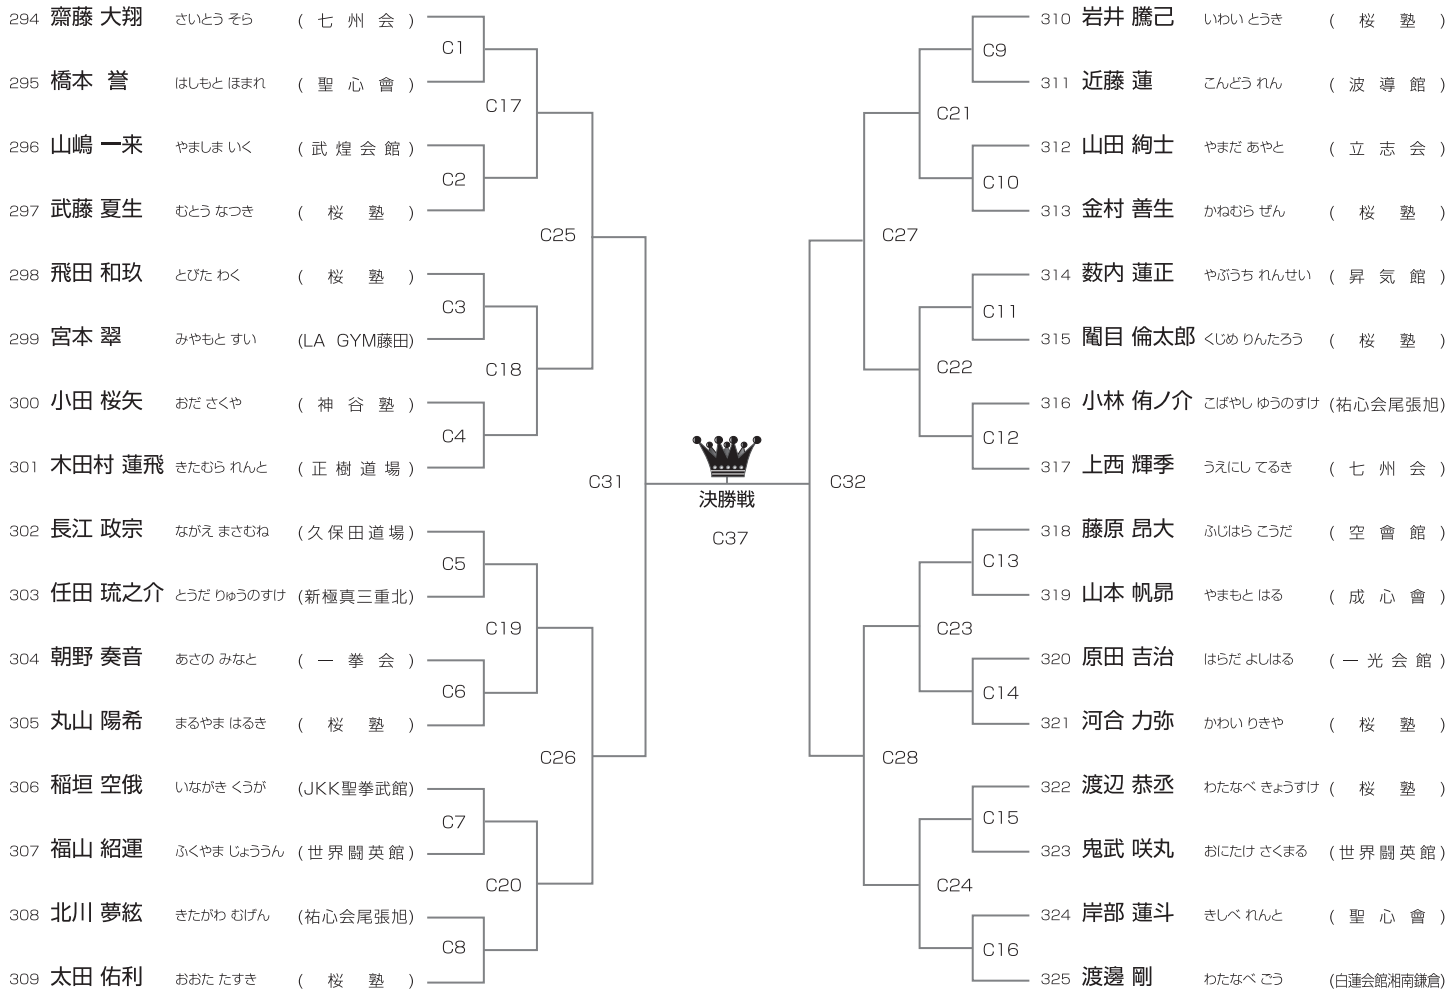 294 齋藤 大翔 さいとう そら (七州会)
C1
295 橋本 誉 はしもと ほまれ (聖心會)
C17
296 山嶋 一来 やましま いく (武煌会館)
C2
297 武藤 夏生 むとう なつき (桜塾)
C25
298 飛田 和玖 とびた わく (桜塾)
C3
299 宮本 翠 みやもと すい (LA GYM藤田)
C18
300 小田 桜矢 おだ さくや (神谷塾)
C4
301 木田村 蓮飛 きたむら れんと (正樹道場)
C31
302 長江 政宗 ながえ まさむね (久保田道場)
C5
303 任田 琉之介 とうだ りゅうのすけ (新極真三重北)
C19
304 朝野 奏音 あさの みなと (一拳会)
C6
305 丸山 陽希 まるやま はるき (桜塾)
C26
306 稲垣 空俄 いながき くうが (JKK聖拳武館)
C7
307 福山 紹運 ふくやま じょううん (世界闘英館)
C20
308 北川 夢絃 きたがわ むげん (祐心会尾張旭)
C8
309 太田 佑利 おおた たすき (桜塾)
決勝戦
C37
310 岩井 騰己 いわい とうき (桜塾)
C9
311 近藤 蓮 こんどう れん (波導館)
C21
312 山田 絢士 やまだ あやと (立志会)
C10
313 金村 善生 かねむら ぜん (桜塾)
C27
314 薮内 蓮正 やぶうち れんせい (昇気館)
C11
315 闍目 倫太郎 くじめ りんたろう (桜塾)
C22
316 小林 侑ノ介 こばやし ゆうのすけ (祐心会尾張旭)
C12
317 上西 輝季 うえにし てるき (七州会)
C32
318 藤原 昂大 ふじはら こうだ (空會館)
C13
319 山本 帆昴 やまもと はる (成心會)
C23
320 原田 吉治 はらだ よしはる (一光会館)
C14
321 河合 力弥 かわい りきや (桜塾)
C28
322 渡辺 恭丞 わたなべ きょうすけ (桜塾)
C15
323 鬼武 咲丸 おにたけ さくまる (世界闘英館)
C24
324 岸部 蓮斗 きしべ れんと (聖心會)
C16
325 渡邊 剛 わたなべ ごう (白蓮会館湘南鎌倉)